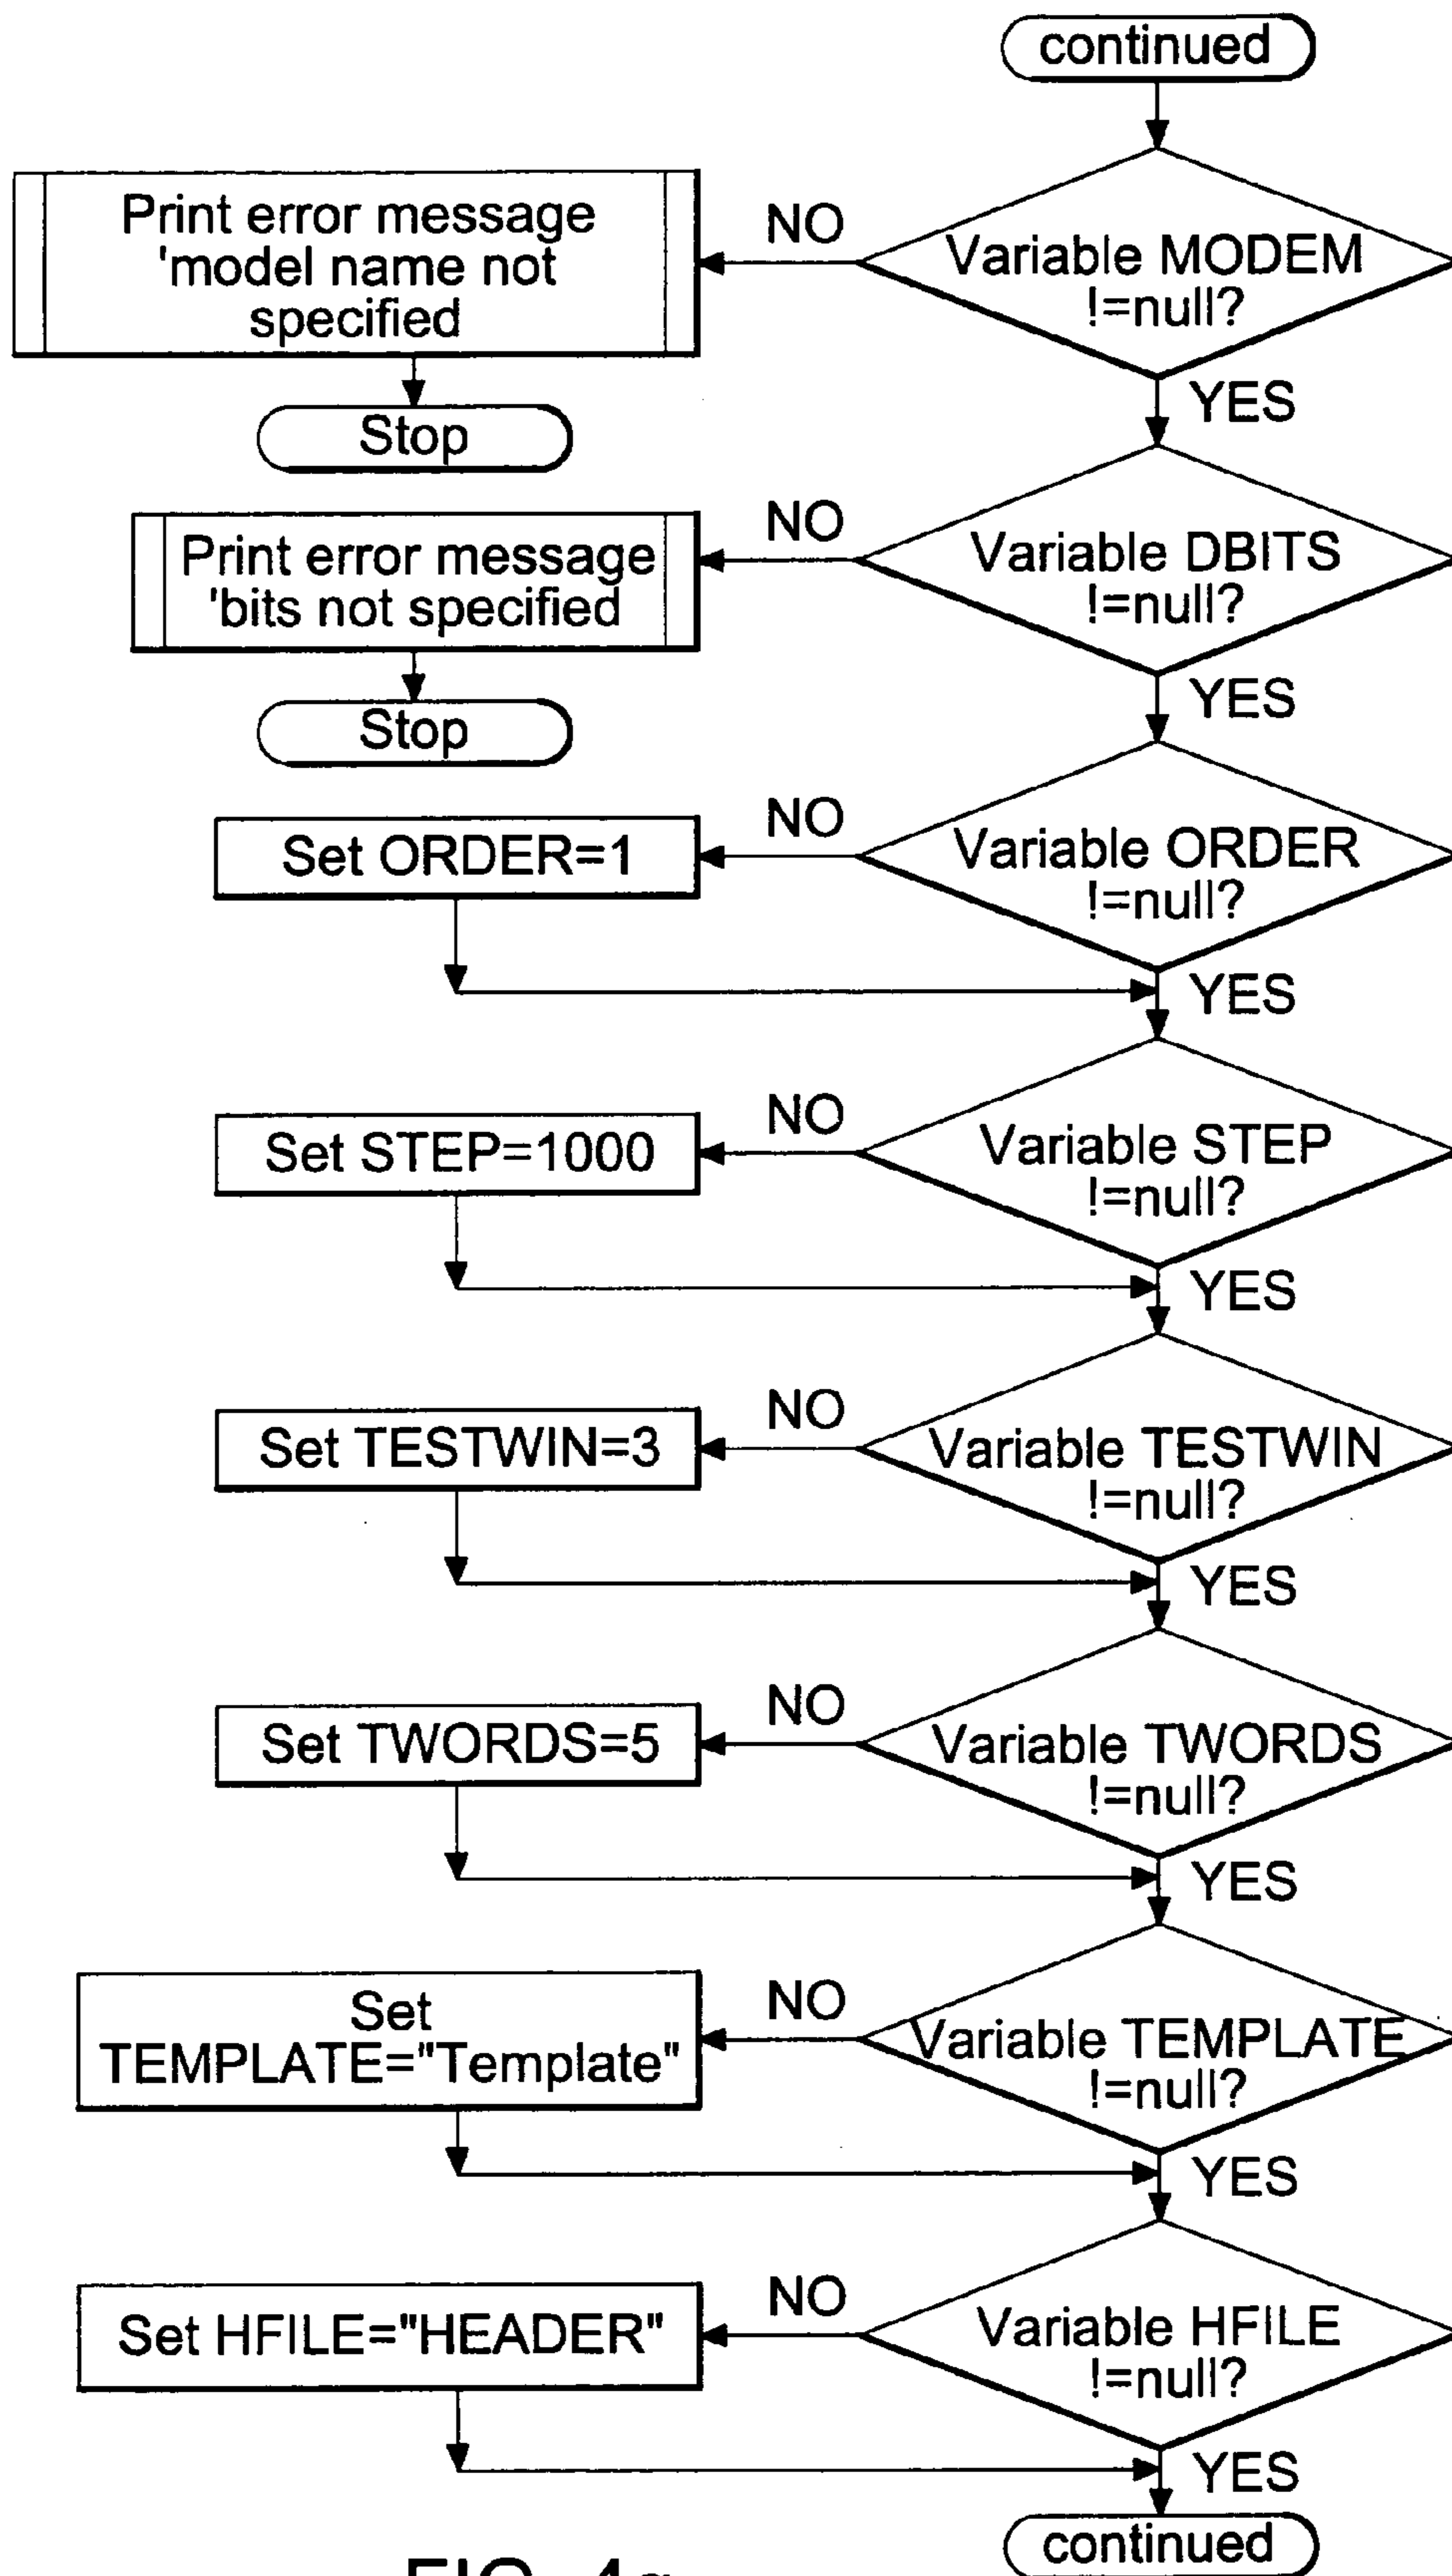 continued
Print error message
'model name not
specified
NO
Variable MODEM
!=null?
Stop
YES
Print error message
'bits not specified
NO
Variable DBITS
!=null?
Stop
YES
Set ORDER=1
NO
Variable ORDER
!=null?
YES
Set STEP=1000
NO
Variable STEP
!=null?
YES
Set TESTWIN=3
NO
Variable TESTWIN
!=null?
YES
Set TWORDS=5
NO
Variable TWORDS
!=null?
YES
Set
TEMPLATE="Template"
NO
Variable TEMPLATE
!=null?
YES
Set HFILE="HEADER"
NO
Variable HFILE
!=null?
YES
continued